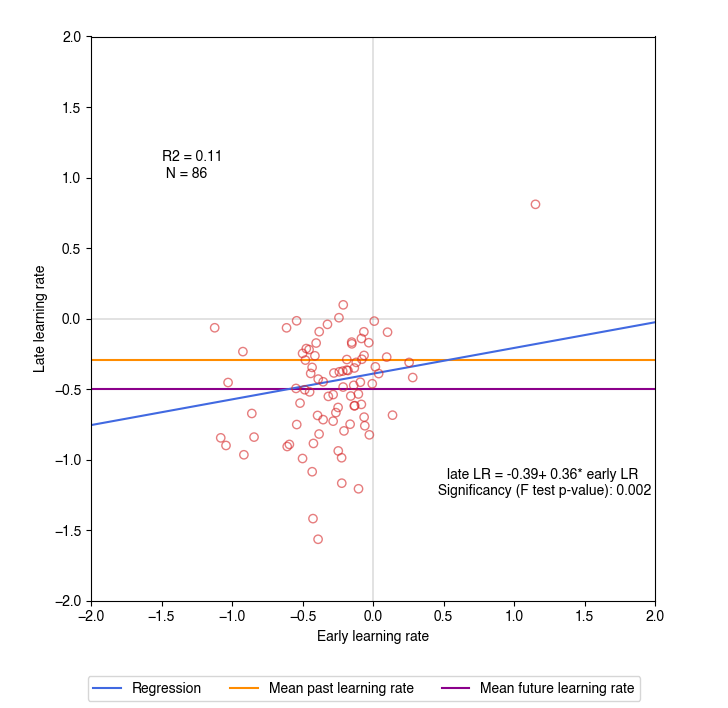 2.0
1.5
1.0
0.5
0.0
−0.5
−1.0
−1.5
−2.0
Late learning rate
R2 = 0.11
N = 86
late LR = -0.39+ 0.36* early LR
Significancy (F test p-value): 0.002
−2.0 −1.5 −1.0 −0.5 0.0 0.5 1.0 1.5 2.0
Early learning rate
Regression Mean past learning rate Mean future learning rate